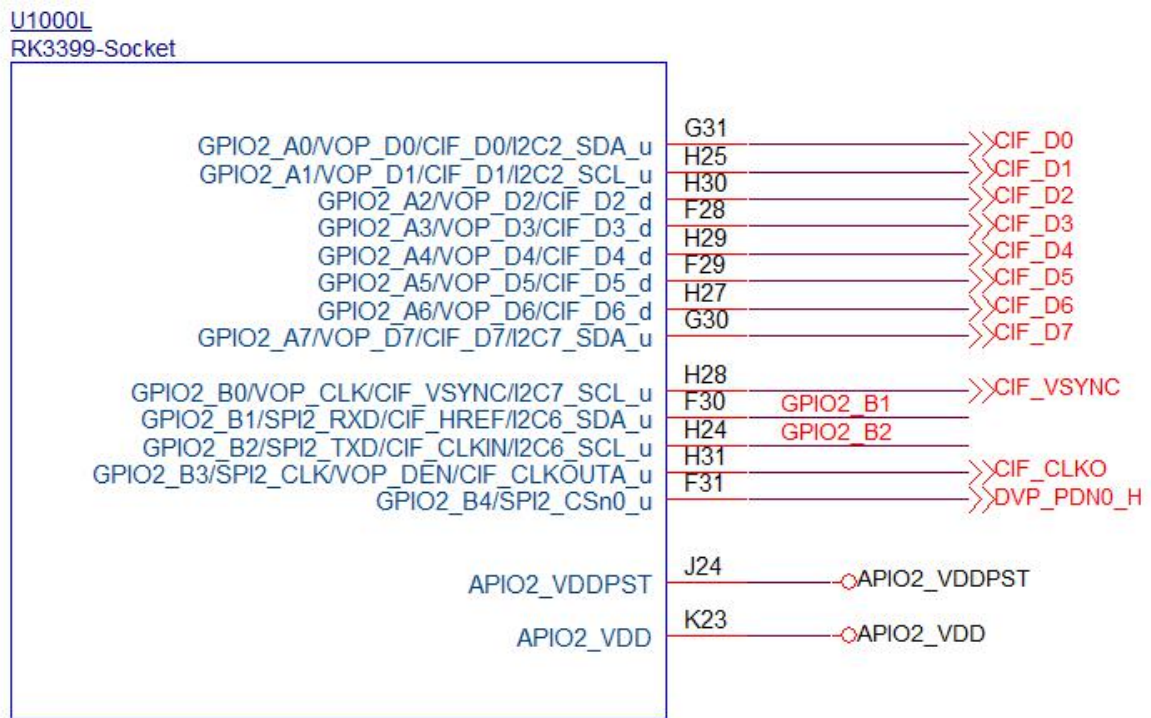 U1000L
RK3399-Socket
GPIO2_A0/VOP_D0/CIF_D0/I2C2_SDA_u G31 CIF_D0
GPIO2_A1/VOP_D1/CIF_D1/I2C2_SCL_u H25 CIF_D1
GPIO2_A2/VOP_D2/CIF_D2_d H30 CIF_D2
GPIO2_A3/VOP_D3/CIF_D3_d F28 CIF_D3
GPIO2_A4/VOP_D4/CIF_D4_d H29 CIF_D4
GPIO2_A5/VOP_D5/CIF_D5_d F29 CIF_D5
GPIO2_A6/VOP_D6/CIF_D6_d H27 CIF_D6
GPIO2_A7/VOP_D7/CIF_D7/I2C7_SDA_u G30 CIF_D7
GPIO2_B0/VOP_CLK/CIF_VSYNC/I2C7_SCL_u H28 CIF_VSYNC
GPIO2_B1/SPI2_RXD/CIF_HREF/I2C6_SDA_u F30 GPIO2_B1
GPIO2_B2/SPI2_TXD/CIF_CLKIN/I2C6_SCL_u H24 GPIO2_B2
GPIO2_B3/SPI2_CLK/VOP_DEN/CIF_CLKOUTA_u H31 CIF_CLKO
GPIO2_B4/SPI2_CSn0_u F31 DVP_PDN0_H
APIO2_VDDPST J24 APIO2_VDDPST
APIO2_VDD K23 APIO2_VDD